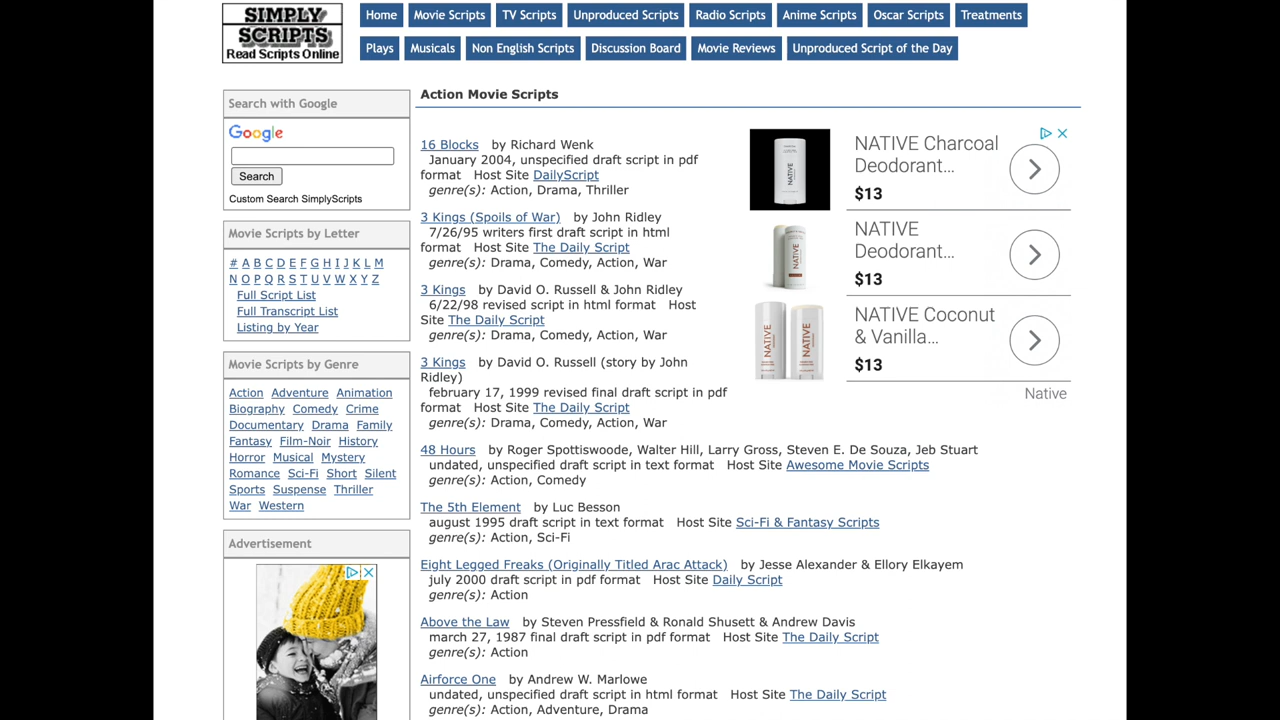 SIMPLY
SCRIPTS
Read Scripts Online
Home Movie Scripts TV Scripts Unproduced Scripts Radio Scripts Anime Scripts Oscar Scripts Treatments
Plays Musicals Non English Scripts Discussion Board Movie Reviews Unproduced Script of the Day
Search with Google
Google
Search
Custom Search SimplyScripts
Movie Scripts by Letter
# A B C D E F G H I J K L M
N O P Q R S T U V W X Y Z
Full Script List
Full Transcript List
Listing by Year
Movie Scripts by Genre
Action Adventure Animation
Biography Comedy Crime
Documentary Drama Family
Fantasy Film-Noir History
Horror Musical Mystery
Romance Sci-Fi Short Silent
Sports Suspense Thriller
War Western
Advertisement
Action Movie Scripts
16 Blocks by Richard Wenk
January 2004, unspecified draft script in pdf
format Host Site DailyScript
genre(s): Action, Drama, Thriller
3 Kings (Spoils of War) by John Ridley
7/26/95 writers first draft script in html
format Host Site The Daily Script
genre(s): Drama, Comedy, Action, War
3 Kings by David O. Russell & John Ridley
6/22/98 revised script in html format Host
Site The Daily Script
genre(s): Drama, Comedy, Action, War
3 Kings by David O. Russell (story by John
Ridley)
february 17, 1999 revised final draft script in pdf
format Host Site The Daily Script
genre(s): Drama, Comedy, Action, War
48 Hours by Roger Spottiswoode, Walter Hill, Larry Gross, Steven E. De Souza, Jeb Stuart
undated, unspecified draft script in text format Host Site Awesome Movie Scripts
genre(s): Action, Comedy
The 5th Element by Luc Besson
august 1995 draft script in text format Host Site Sci-Fi & Fantasy Scripts
genre(s): Action, Sci-Fi
Eight Legged Freaks (Originally Titled Arac Attack) by Jesse Alexander & Ellory Elkayem
july 2000 draft script in pdf format Host Site Daily Script
genre(s): Action
Above the Law by Steven Pressfield & Ronald Shusett & Andrew Davis
march 27, 1987 final draft script in pdf format Host Site The Daily Script
genre(s): Action
Airforce One by Andrew W. Marlowe
undated, unspecified draft script in html format Host Site The Daily Script
genre(s): Action, Adventure, Drama
NATIVE
NATIVE Charcoal
Deodorant...
$13
NATIVE
NATIVE
Deodorant...
$13
NATIVE
NATIVE
NATIVE Coconut
& Vanilla...
$13
Native